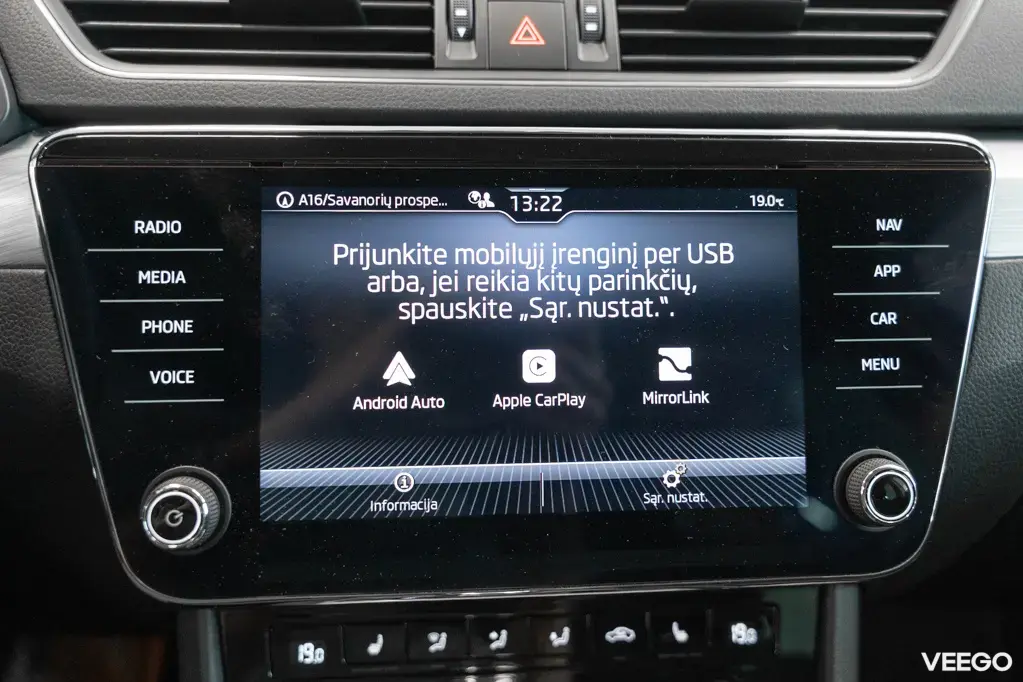 A16/Savanorių prospe... 13:22 19.0°C
Prijunkite mobilųjį įrenginį per USB
arba, jei reikia kitų parinkčių,
spauskite „Sąr. nustat.“.
Android Auto Apple CarPlay MirrorLink
Informacija Sąr. nustat.
RADIO
MEDIA
PHONE
VOICE
NAV
APP
CAR
MENU
19.0 19.0
VEEGO